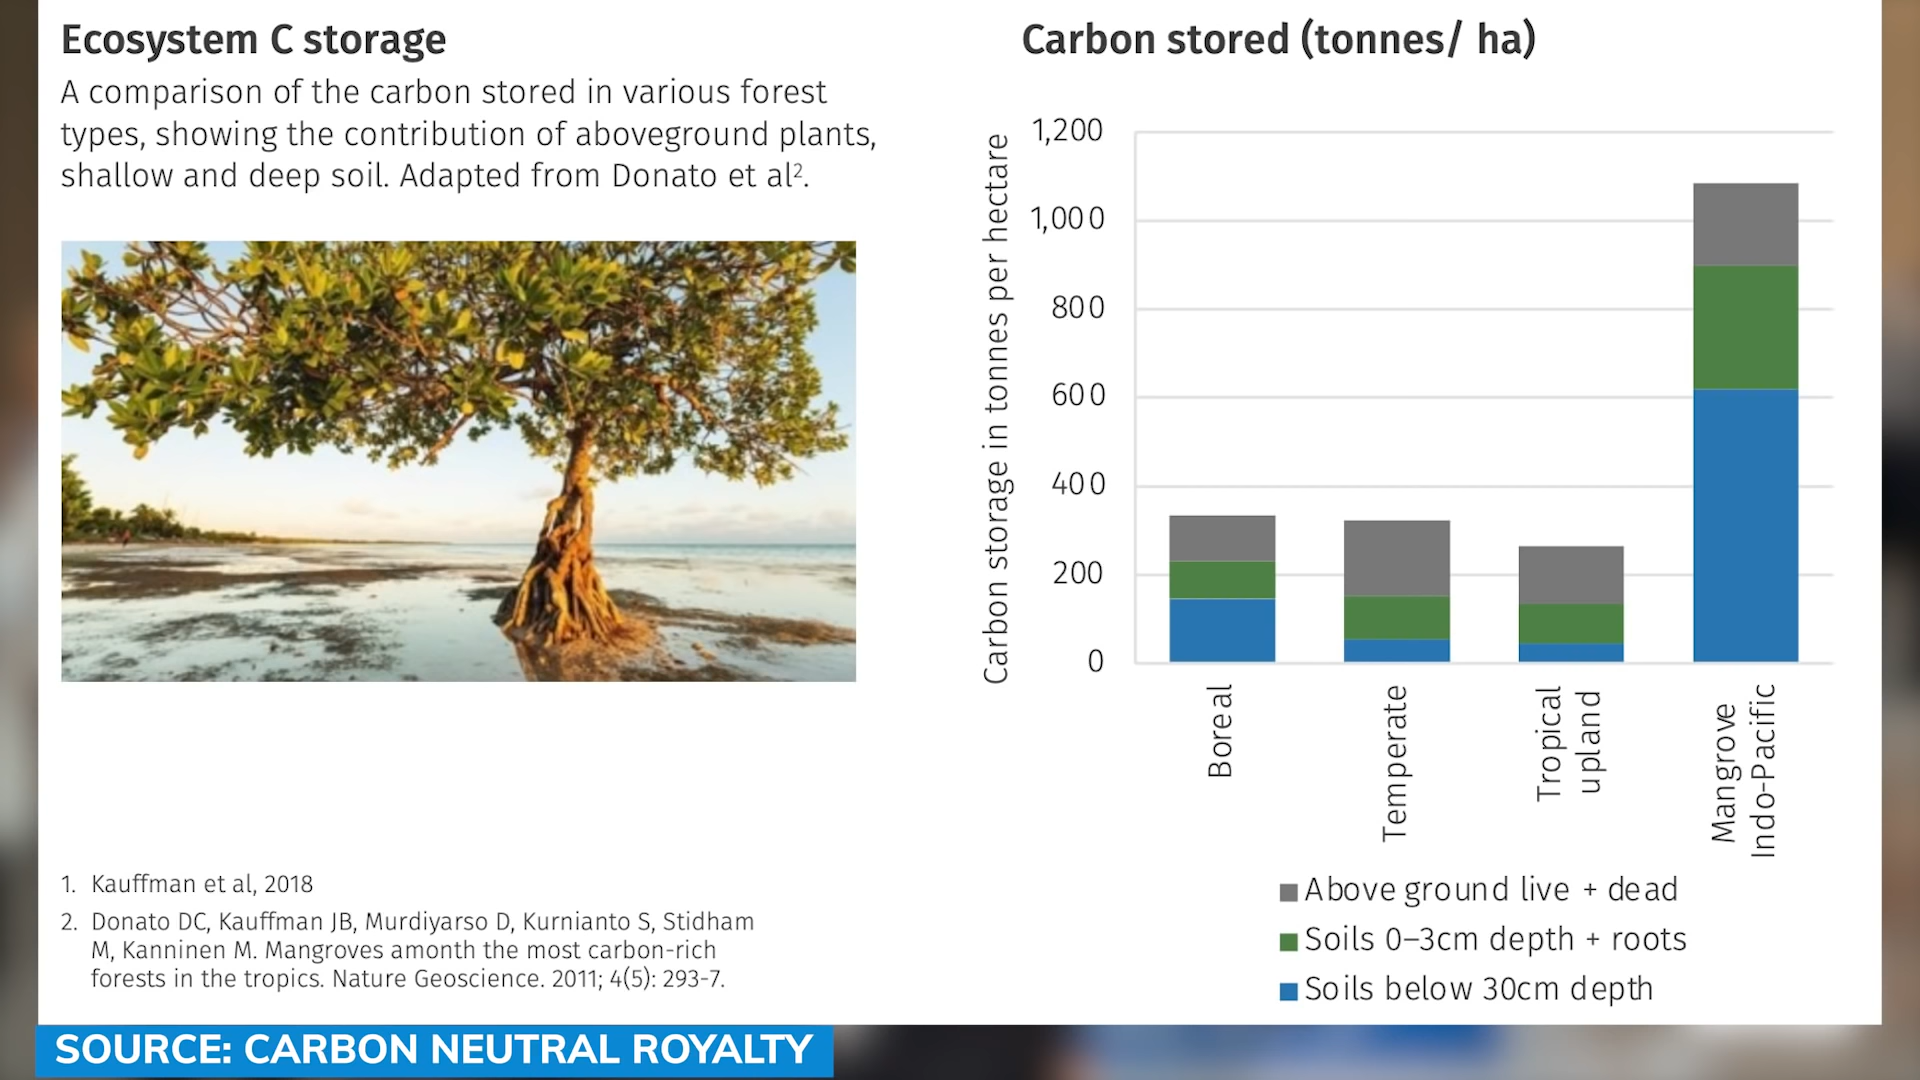 Ecosystem C storage
A comparison of the carbon stored in various forest
types, showing the contribution of aboveground plants,
shallow and deep soil. Adapted from Donato et al².
1. Kauffman et al, 2018
2. Donato DC, Kauffman JB, Murdiyarso D, Kurnianto S, Stidham
M, Kanninen M. Mangroves amonth the most carbon-rich
forests in the tropics. Nature Geoscience. 2011; 4(5): 293-7.
Carbon stored (tonnes/ ha)
Carbon storage in tonnes per hectare
1,200
1,000
800
600
400
200
0
Boreal
Temperate
Tropical
upland
Mangrove
Indo-Pacific
Above ground live + dead
Soils 0–3cm depth + roots
Soils below 30cm depth
SOURCE: CARBON NEUTRAL ROYALTY